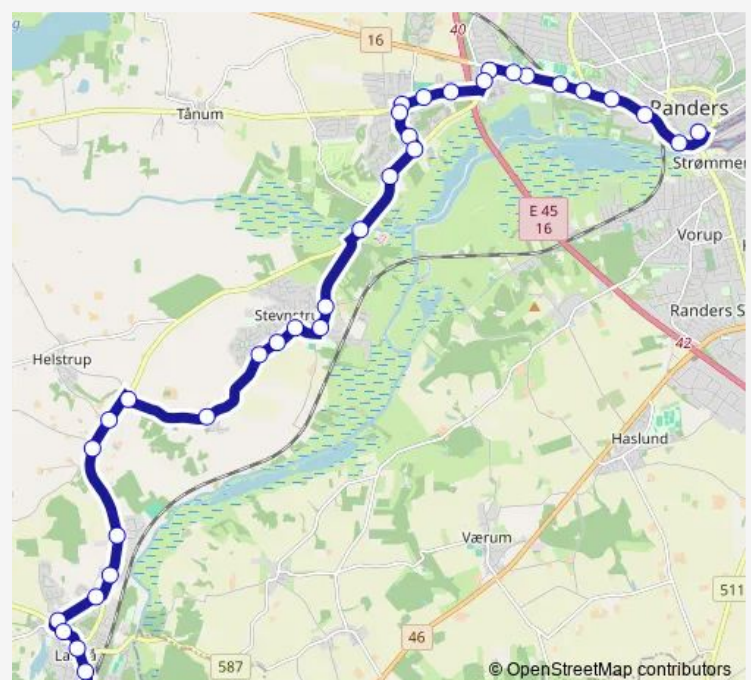 40
16
Randers
Tånum
Strømmen
E 45
16
Vorup
Stevnstrup
Randers S
42
Helstrup
Haslund
Værum
511
46
587
© OpenStreetMap contributors